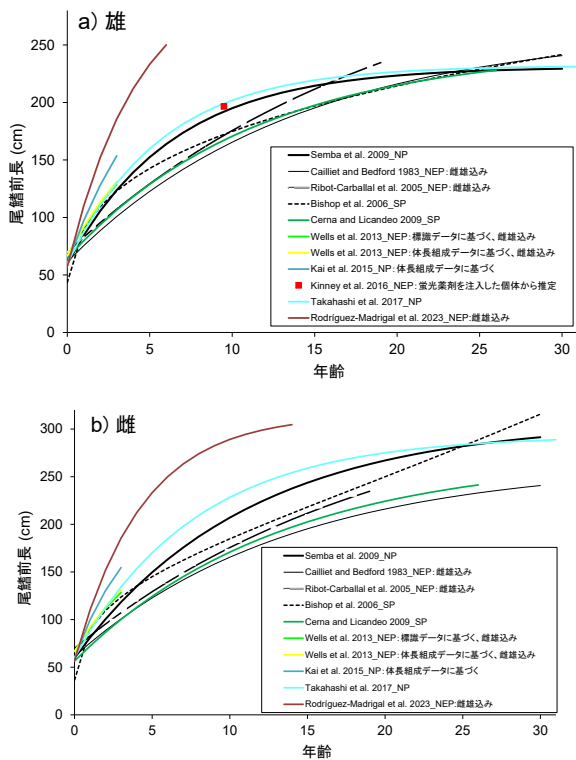 a) 雄
尾鰭前長 (cm)
250
200
150
100
50
0
0
5
10
15
20
25
30
年齢
Semba et al. 2009_NP
Cailliet and Bedford 1983_NEP:雌雄込み
Ribot-Carballal et al. 2005_NEP:雌雄込み
Bishop et al. 2006_SP
Cerna and Licandeo 2009_SP
Wells et al. 2013_NEP:標識データに基づく、雌雄込み
Wells et al. 2013_NEP:体長組成データに基づく、雌雄込み
Kai et al. 2015_NP:体長組成データに基づく
Kinney et al. 2016_NEP:蛍光薬剤を注入した個体から推定
Takahashi et al. 2017_NP
Rodríguez-Madrigal et al. 2023_NEP:雌雄込み
b) 雌
尾鰭前長 (cm)
300
250
200
150
100
50
0
0
5
10
15
20
25
30
年齢
Semba et al. 2009_NP
Cailliet and Bedford 1983_NEP:雌雄込み
Ribot-Carballal et al. 2005_NEP:雌雄込み
Bishop et al. 2006_SP
Cerna and Licandeo 2009_SP
Wells et al. 2013_NEP:標識データに基づく、雌雄込み
Wells et al. 2013_NEP:体長組成データに基づく、雌雄込み
Kai et al. 2015_NP:体長組成データに基づく
Takahashi et al. 2017_NP
Rodríguez-Madrigal et al. 2023_NEP:雌雄込み